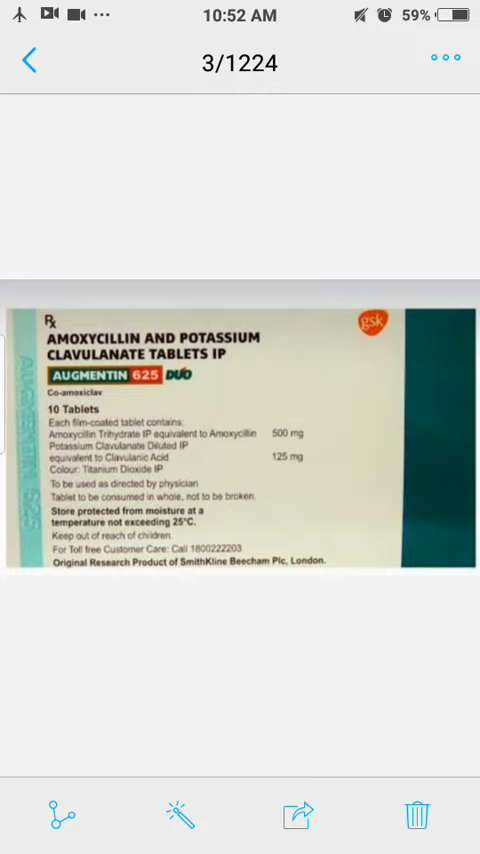 10:52 AM
59%
3/1224
Rx
gsk
AMOXYCILLIN AND POTASSIUM
CLAVULANATE TABLETS IP
AUGMENTIN 625 DUO
Co-amoxiclav
10 Tablets
Each film-coated tablet contains:
Amoxycillin Trihydrate IP equivalent to Amoxycillin 500 mg
Potassium Clavulanate Diluted IP
equivalent to Clavulanic Acid 125 mg
Colour: Titanium Dioxide IP
To be used as directed by physician
Tablet to be consumed in whole, not to be broken.
Store protected from moisture at a
temperature not exceeding 25°C.
Keep out of reach of children.
For Toll free Customer Care: Call 1800222203
Original Research Product of SmithKline Beecham Plc, London.
AUGMENTIN 625